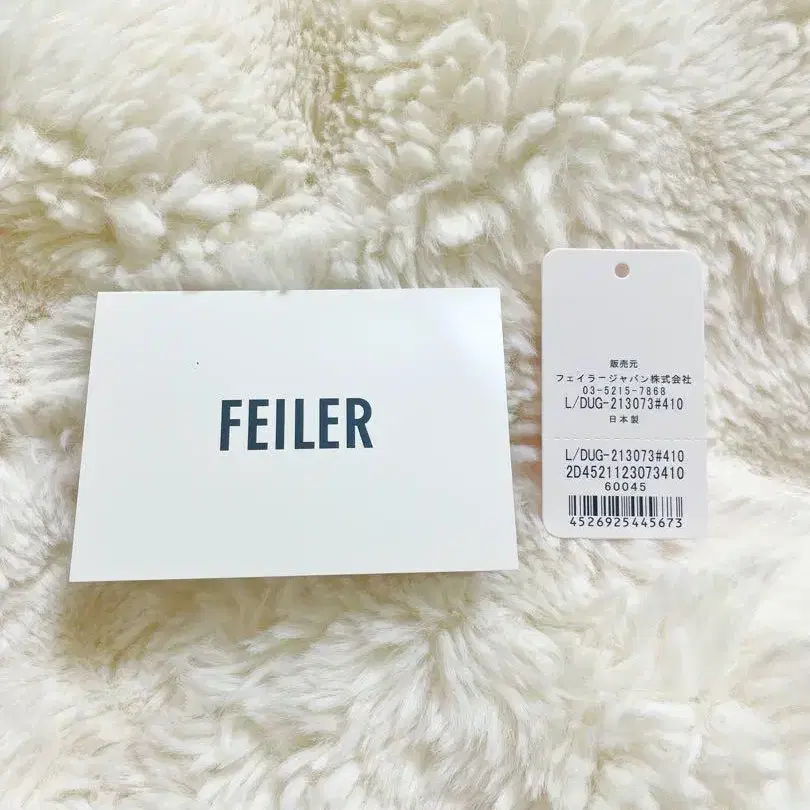 FEILER
販売元
フェイラージャパン株式会社
03-5215-7868
L/DUG-213073#410
日本製
L/DUG-213073#410
2D4521123073410
60045
4526925445673